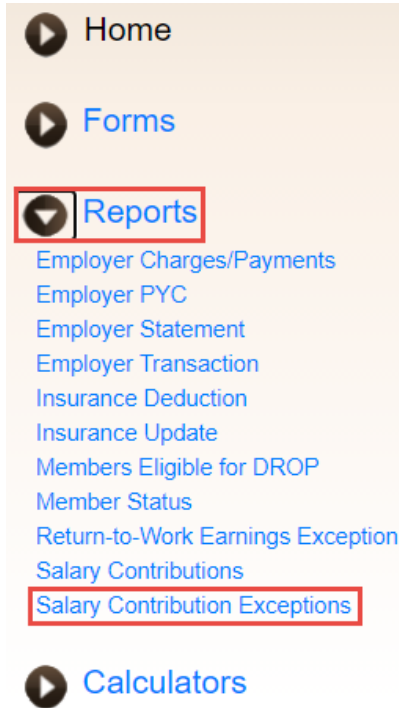 Home
Forms
Reports
Employer Charges/Payments
Employer PYC
Employer Statement
Employer Transaction
Insurance Deduction
Insurance Update
Members Eligible for DROP
Member Status
Return-to-Work Earnings Exception
Salary Contributions
Salary Contribution Exceptions
Calculators